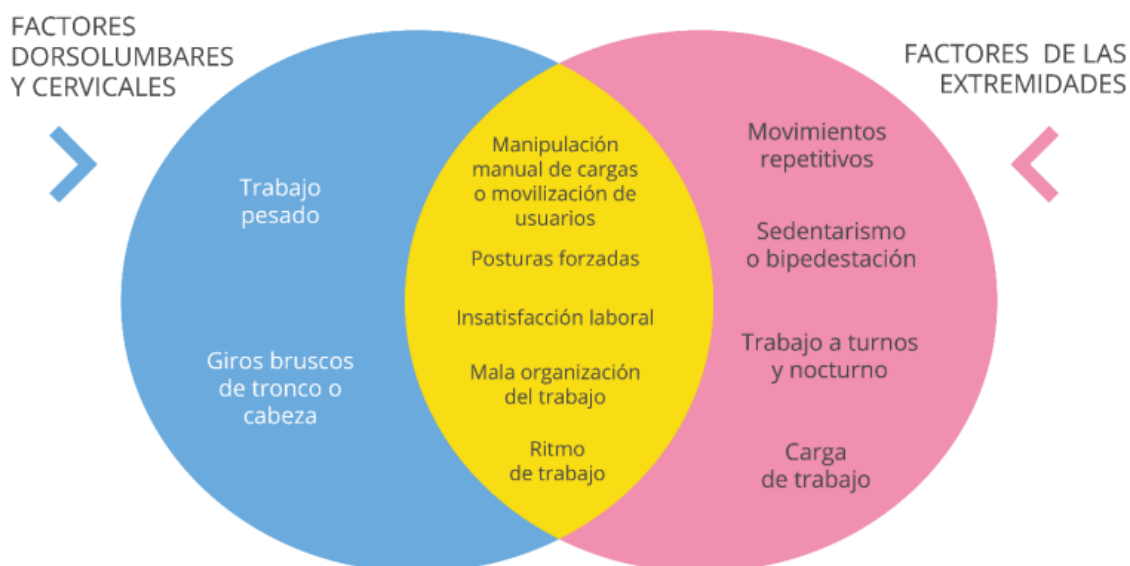 FACTORES
DORSOLUMBARES
Y CERVICALES
Trabajo
pesado
Giros bruscos
de tronco o
cabeza
Manipulación
manual de cargas
o movilización de
usuarios
Posturas forzadas
Insatisfacción laboral
Mala organización
del trabajo
Ritmo
de trabajo
FACTORES DE LAS
EXTREMIDADES
Movimientos
repetitivos
Sedentarismo
o bipedestación
Trabajo a turnos
y nocturno
Carga
de trabajo